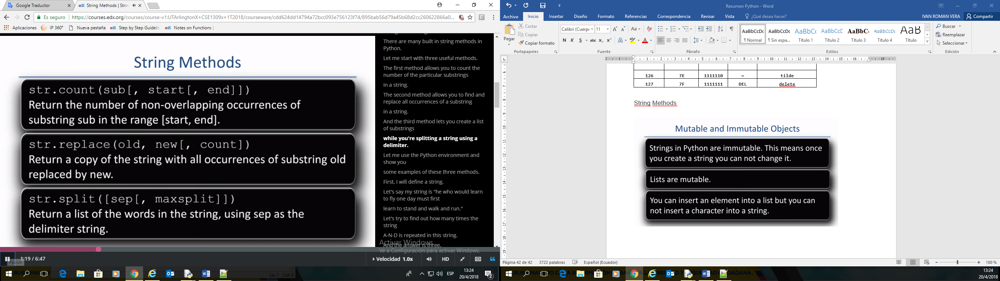 Google Traductor
edX String Methods | Strin
Es seguro | https://courses.edx.org/courses/course-v1:UTArlingtonX+CSE1309x+1T2018/courseware/cdd624dd14794a72bcc093e756123f74/895bab56d79a45b68d2cc260622866a0...
Aplicaciones
IP 360°
Nueva pestaña
edX Step by Step Guidelin
edX Notes on Functions |
String Methods
str.count(sub[, start[, end]])
Return the number of non-overlapping occurrences of
substring sub in the range [start, end].
str.replace(old, new[, count])
Return a copy of the string with all occurrences of substring old
replaced by new.
str.split([sep[, maxsplit]])
Return a list of the words in the string, using sep as the
delimiter string.
There are many built in string methods in
Python.
Let me start with three useful methods.
The first method allows you to count the
number of the particular substrings
in a string.
The second method allows you to find and
replace all occurrences of a substring
in a string.
And the third method lets you create a list
of substrings
while you're splitting a string using a
delimiter.
Let me use the Python environment and
show you
some examples of these three methods.
First, I will define a string.
Let's say my string is "he who would learn
to fly one day must first
learn to stand and walk and run."
Let's try to find out how many times the
string
A-N-D is repeated in this string.
And the answer is three.
Activar Windows
Ve a Configuración para activar Windows.
1:19 / 6:47
Pausar
Velocidad 1.0x
HD
Ln: 1 Col: 0
ESP
13:24
20/4/2018
2
Resumen Python - Word
Archivo
Inicio
Insertar
Diseño
Formato
Referencias
Correspondencia
Revisar
Vista
¿Qué desea hacer?
IVAN ROMAN VERA
Compartir
Pegar
Cortar
Copiar
Copiar formato
Portapapeles
Calibri (Cuerpo
11
N K S abc x₂ x²
Fuente
Párrafo
AaBbCcDc
¶ Normal
AaBbCcDc
¶ Sin espa...
AaBbC(
Título 1
AaBbCcE
Título 2
AaBbC
Título 3
AaBbCcDc
Título 4
AaB
Título
Estilos
Buscar
Reemplazar
Seleccionar
Edición
126 7E 1111110 ~ tilde
127 7F 1111111 DEL delete
String Methods
Mutable and Immutable Objects
Strings in Python are immutable. This means once
you create a string you can not change it.
Lists are mutable.
You can insert an element into a list but you can
not insert a character into a string.
Página 42 de 42
3722 palabras
Español (Ecuador)
100 %
13:24
20/4/2018